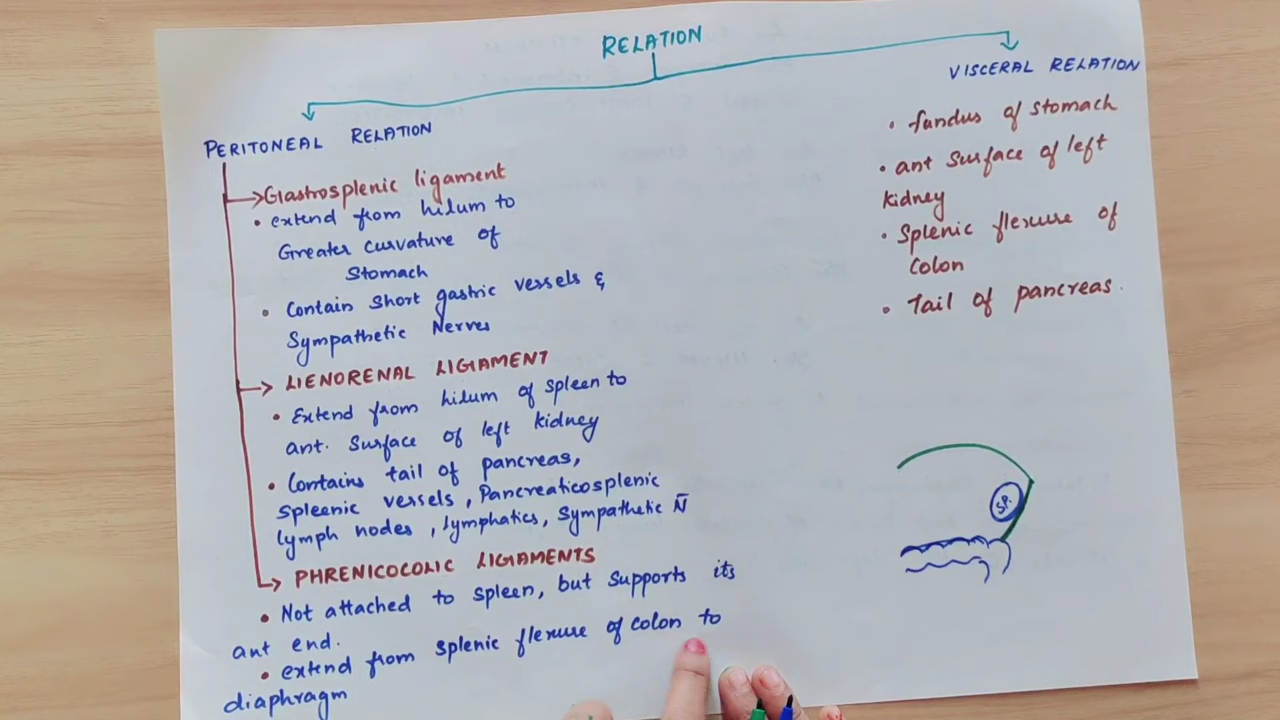 RELATION
PERITONEAL RELATION
Gastrosplenic ligament
• extend from hilum to
Greater curvature of
Stomach
• Contain Short gastric vessels &
Sympathetic Nerves
LIENORENAL LIGAMENT
• Extend from hilum of spleen to
ant. Surface of left kidney
• Contains tail of pancreas,
Spleenic vessels, Pancreaticosplenic
lymph nodes, lymphatics, Sympathetic N̄
PHRENICOCOLIC LIGAMENTS
• Not attached to spleen, but supports its
ant end.
• extend from splenic flexure of colon to
diaphragm
VISCERAL RELATION
• fundus of stomach
• ant Surface of left
kidney
• Splenic flexure of
Colon
• Tail of pancreas.
SP.